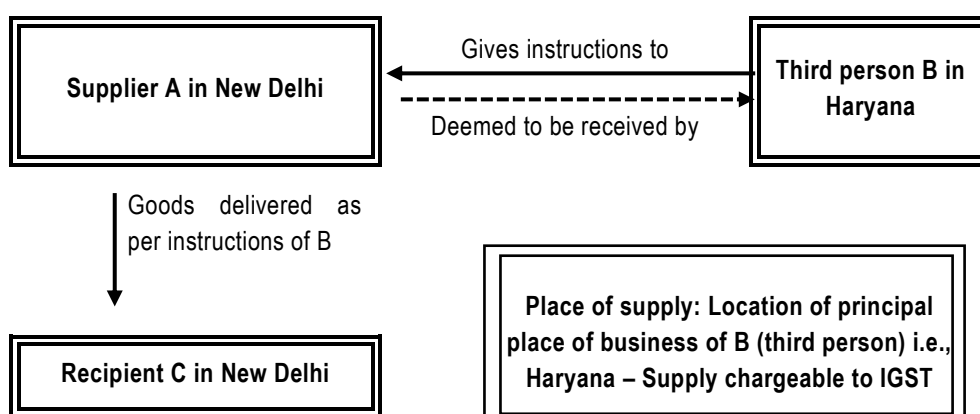 Gives instructions to
Supplier A in New Delhi
Third person B in
Haryana
Deemed to be received by
Goods delivered as
per instructions of B
Place of supply: Location of principal
place of business of B (third person) i.e.,
Haryana – Supply chargeable to IGST
Recipient C in New Delhi